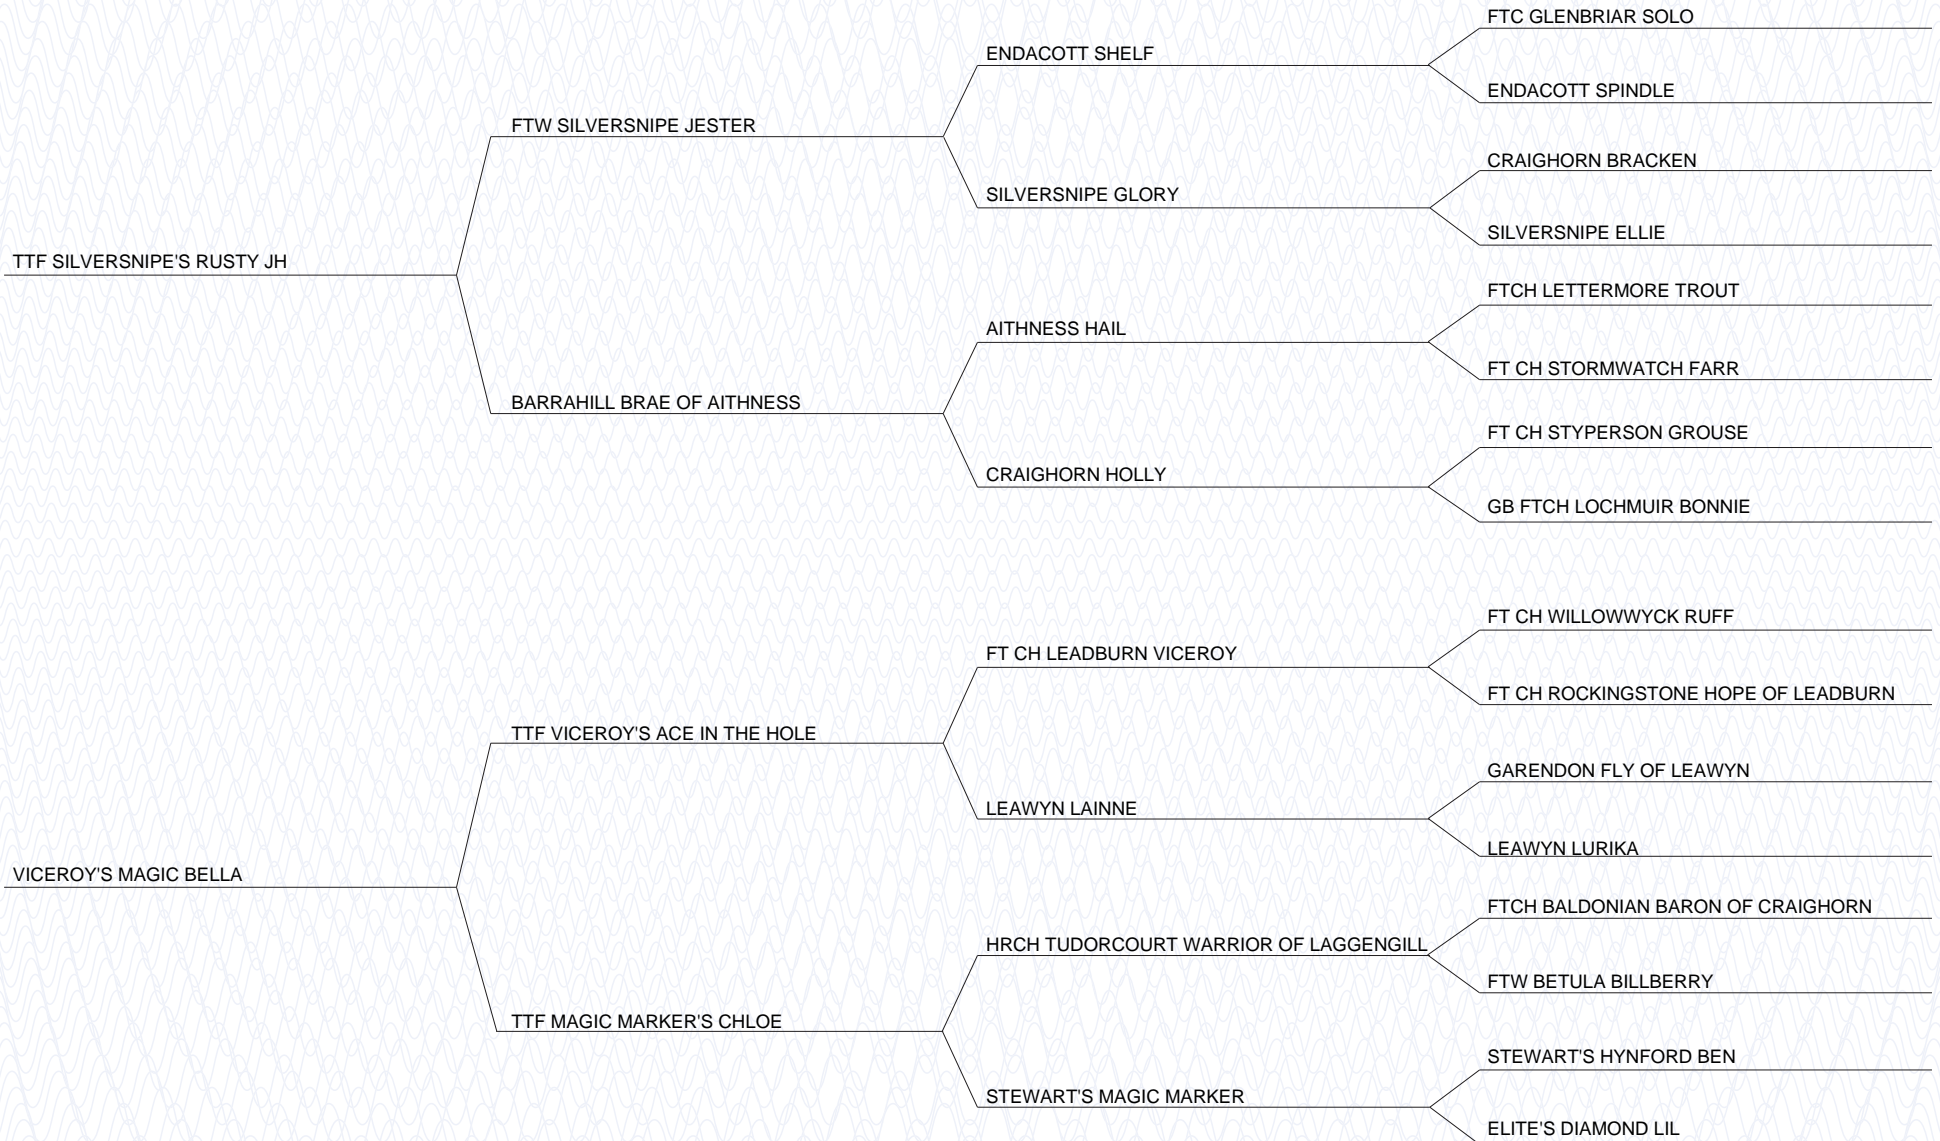 FTC GLENBRIAR SOLO
ENDACOTT SHELF
ENDACOTT SPINDLE
FTW SILVERSNIPE JESTER
CRAIGHORN BRACKEN
SILVERSNIPE GLORY
SILVERSNIPE ELLIE
TTF SILVERSNIPE'S RUSTY JH
FTCH LETTERMORE TROUT
AITHNESS HAIL
FT CH STORMWATCH FARR
BARRAHILL BRAE OF AITHNESS
FT CH STYPERSON GROUSE
CRAIGHORN HOLLY
GB FTCH LOCHMUIR BONNIE
FT CH WILLOWWYCK RUFF
FT CH LEADBURN VICEROY
FT CH ROCKINGSTONE HOPE OF LEADBURN
TTF VICEROY'S ACE IN THE HOLE
GARENDON FLY OF LEAWYN
LEAWYN LAINNE
LEAWYN LURIKA
VICEROY'S MAGIC BELLA
FTCH BALDONIAN BARON OF CRAIGHORN
HRCH TUDORCOURT WARRIOR OF LAGGENGILL
FTW BETULA BILLBERRY
TTF MAGIC MARKER'S CHLOE
STEWART'S HYNFORD BEN
STEWART'S MAGIC MARKER
ELITE'S DIAMOND LIL